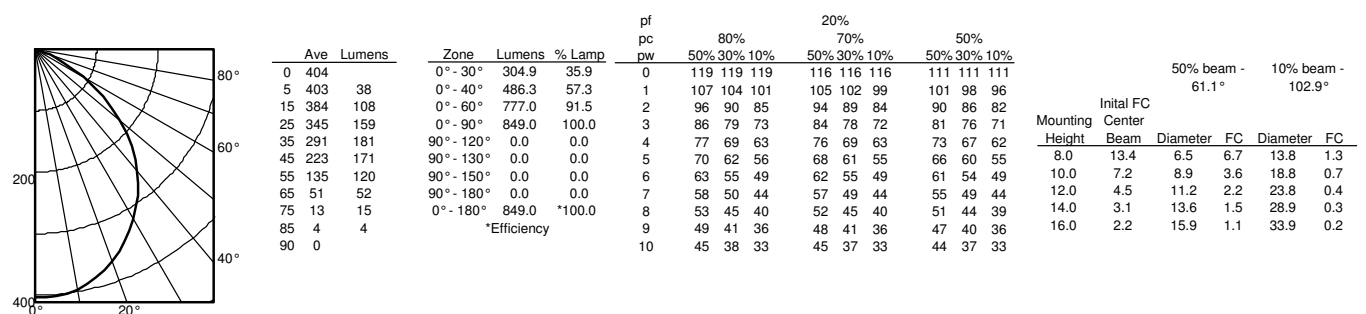 80°
60°
200
40°
400
0° 20°
Ave Lumens
0 404
5 403 38
15 384 108
25 345 159
35 291 181
45 223 171
55 135 120
65 51 52
75 13 15
85 4 4
90 0
Zone Lumens % Lamp
0° - 30° 304.9 35.9
0° - 40° 486.3 57.3
0° - 60° 777.0 91.5
0° - 90° 849.0 100.0
90° - 120° 0.0 0.0
90° - 130° 0.0 0.0
90° - 150° 0.0 0.0
90° - 180° 0.0 0.0
0° - 180° 849.0 *100.0
*Efficiency
pf 20%
pc 80% 70% 50%
pw 50% 30% 10% 50% 30% 10% 50% 30% 10%
0 119 119 119 116 116 116 111 111 111
1 107 104 101 105 102 99 101 98 96
2 96 90 85 94 89 84 90 86 82
3 86 79 73 84 78 72 81 76 71
4 77 69 63 76 69 63 73 67 62
5 70 62 56 68 61 55 66 60 55
6 63 55 49 62 55 49 61 54 49
7 58 50 44 57 49 44 55 49 44
8 53 45 40 52 45 40 51 44 39
9 49 41 36 48 41 36 47 40 36
10 45 38 33 45 37 33 44 37 33
50% beam - 10% beam -
61.1° 102.9°
Inital FC
Mounting Center
Height Beam Diameter FC Diameter FC
8.0 13.4 6.5 6.7 13.8 1.3
10.0 7.2 8.9 3.6 18.8 0.7
12.0 4.5 11.2 2.2 23.8 0.4
14.0 3.1 13.6 1.5 28.9 0.3
16.0 2.2 15.9 1.1 33.9 0.2